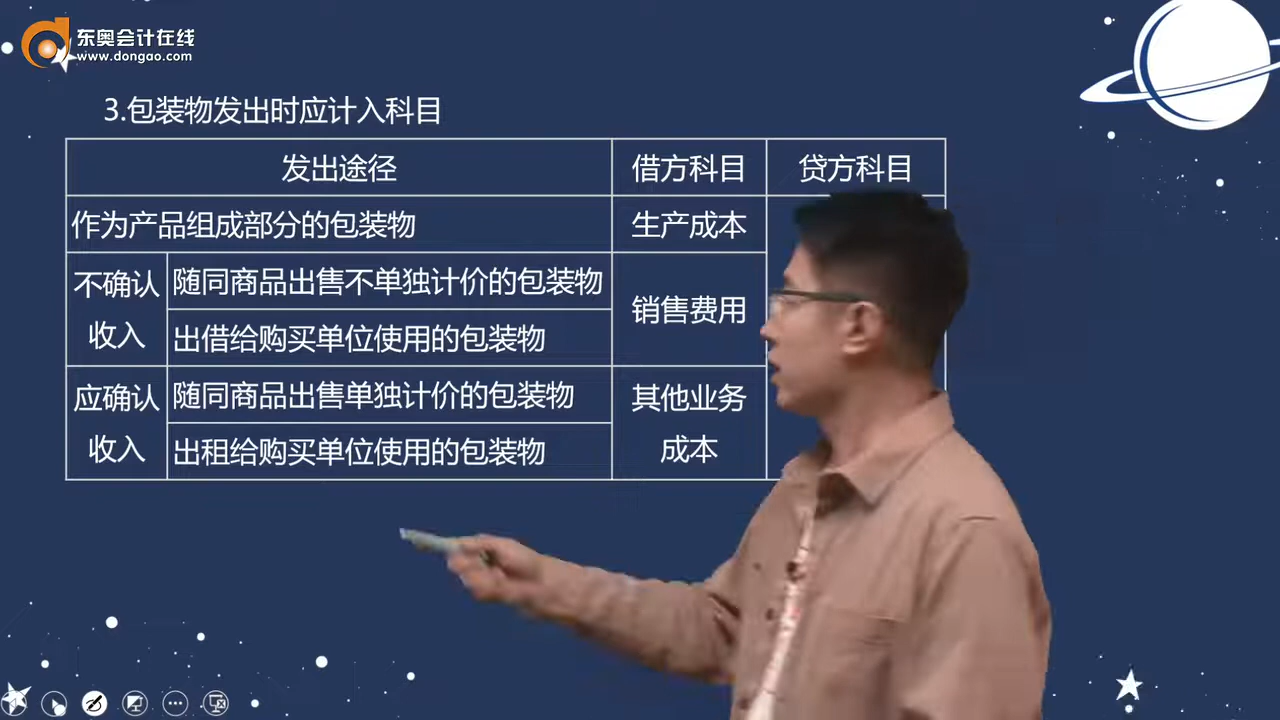 东奥会计在线
www.dongao.com
3.包装物发出时应计入科目
发出途径 借方科目 贷方科目
作为产品组成部分的包装物 生产成本
不确认收入 随同商品出售不单独计价的包装物 销售费用
出借给购买单位使用的包装物
应确认收入 随同商品出售单独计价的包装物 其他业务成本
出租给购买单位使用的包装物